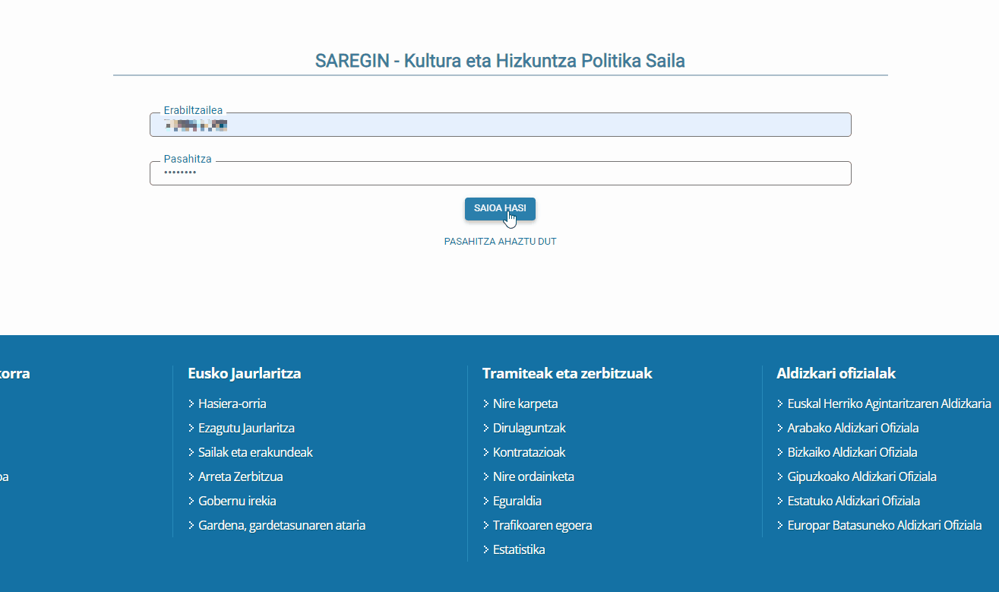 SAREGIN - Kultura eta Hizkuntza Politika Saila
Erabiltzailea
Pasahitza
SAIOA HASI
PASAHITZA AHAZTU DUT
Eusko Jaurlaritza
Hasiera-orria
Ezagutu Jaurlaritza
Sailak eta erakundeak
Arreta Zerbitzua
Gobernu irekia
Gardena, gardetasunaren ataria
Tramiteak eta zerbitzuak
Nire karpeta
Dirulaguntzak
Kontratazioak
Nire ordainketa
Eguraldia
Trafikoaren egoera
Estatistika
Aldizkari ofizialak
Euskal Herriko Agintaritzaren Aldizkaria
Arabako Aldizkari Ofiziala
Bizkaiko Aldizkari Ofiziala
Gipuzkoako Aldizkari Ofiziala
Estatuko Aldizkari Ofiziala
Europar Batasuneko Aldizkari Ofiziala